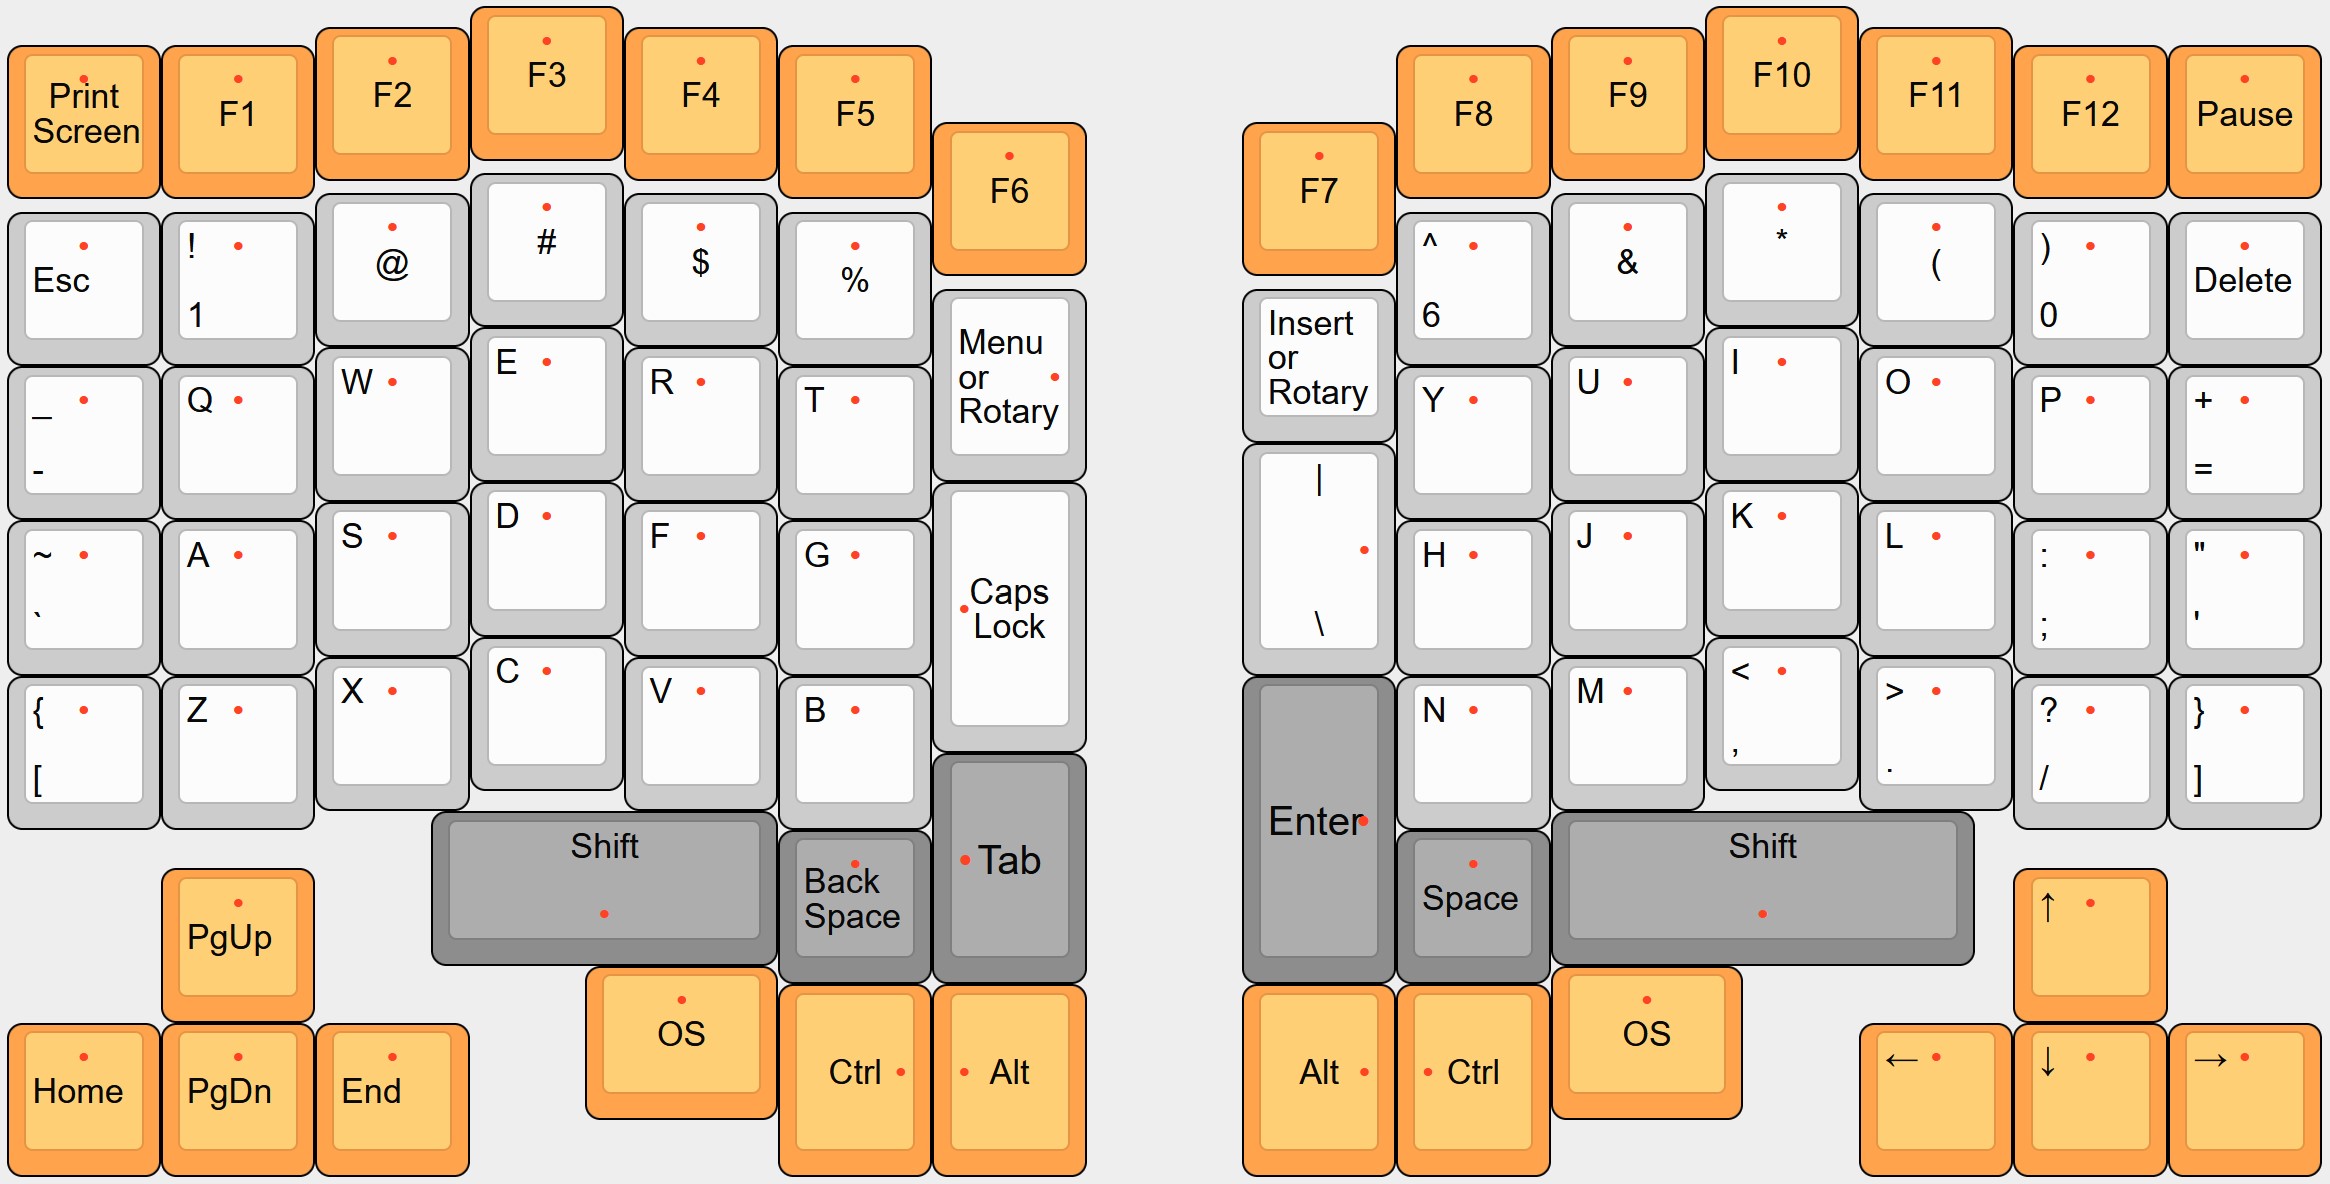 Print
Screen
F1
F2
F3
F4
F5
F6
F7
F8
F9
F10
F11
F12
Pause
Esc
!
1
@
#
$
%
Menu
or
Rotary
Insert
or
Rotary
^
6
&
*
(
)
0
Delete
_
-
Q
W
E
R
T
Y
U
I
O
P
+
=
~
`
A
S
D
F
G
Caps
Lock
|
\
H
J
K
L
:
;
"
'
{
[
Z
X
C
V
B
N
M
<
,
>
.
?
/
}
]
Shift
Back
Space
Tab
Enter
Space
Shift
PgUp
↑
Home
PgDn
End
OS
Ctrl
Alt
Alt
Ctrl
OS
←
↓
→